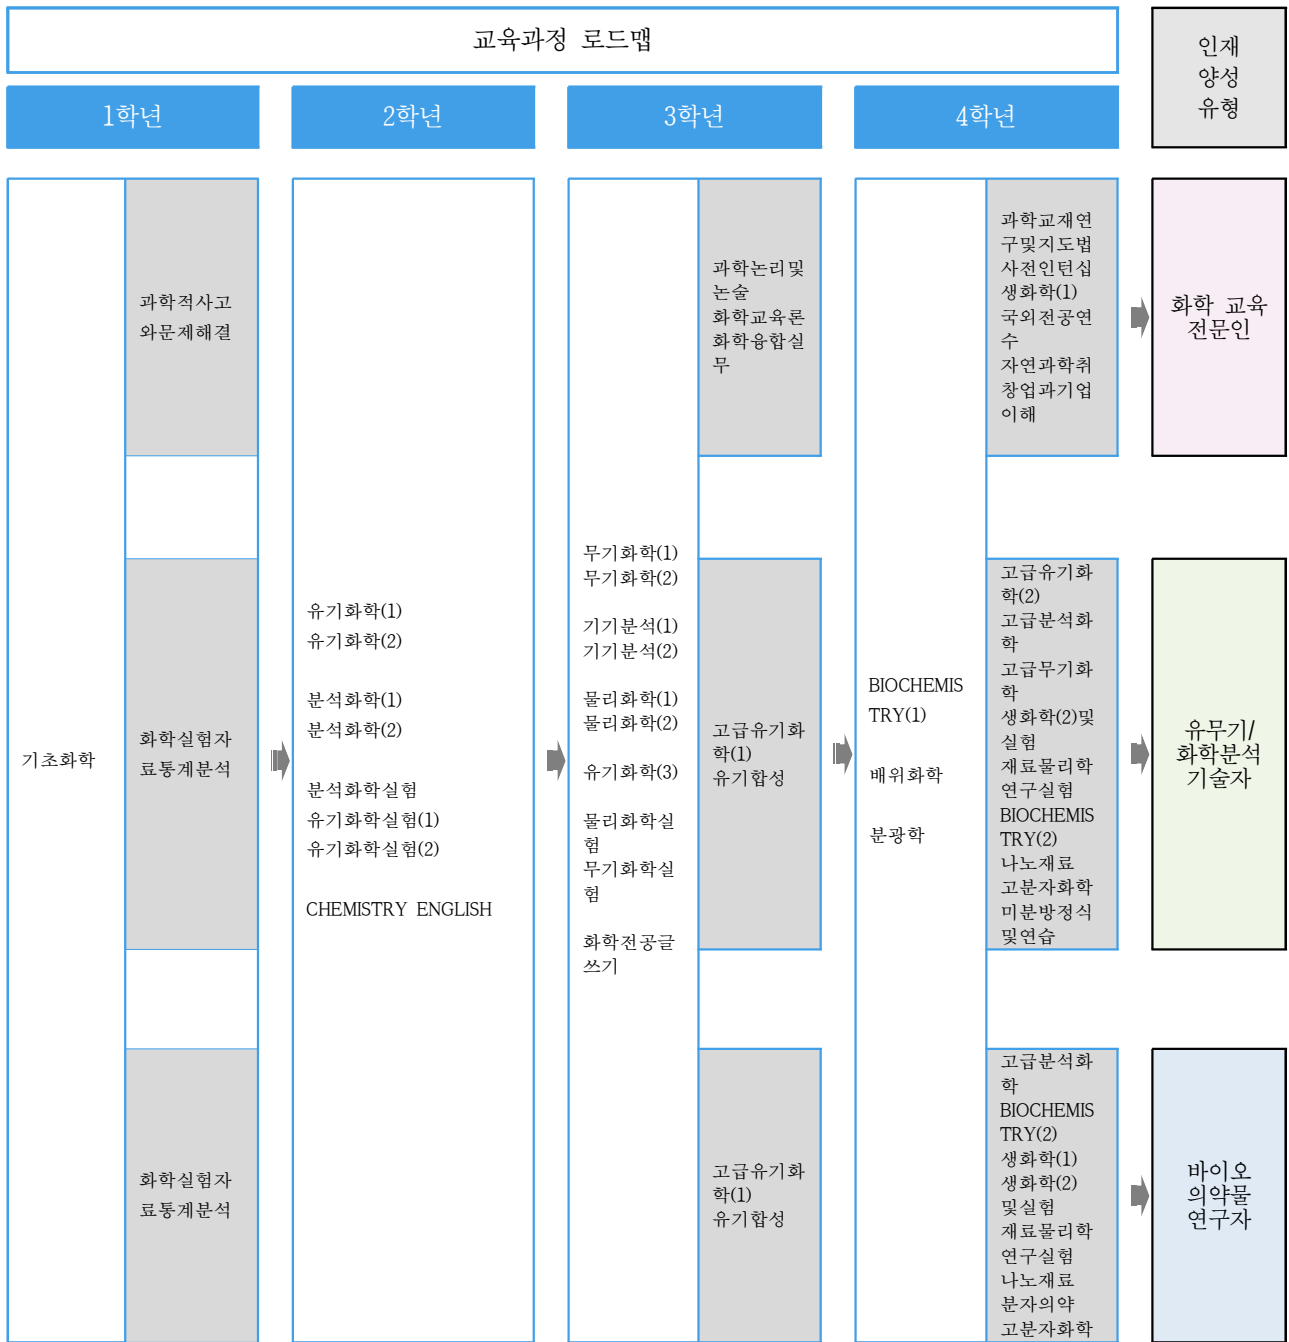 교육과정 로드맵
인재
양성
유형
1학년
2학년
3학년
4학년
기초화학
과학적사고
와문제해결
화학실험자
료통계분석
화학실험자
료통계분석
유기화학(1)
유기화학(2)
분석화학(1)
분석화학(2)
분석화학실험
유기화학실험(1)
유기화학실험(2)
CHEMISTRY ENGLISH
무기화학(1)
무기화학(2)
기기분석(1)
기기분석(2)
물리화학(1)
물리화학(2)
유기화학(3)
물리화학실
험
무기화학실
험
화학전공글
쓰기
과학논리및
논술
화학교육론
화학융합실
무
고급유기화
학(1)
유기합성
고급유기화
학(1)
유기합성
BIOCHEMIS
TRY(1)
배위화학
분광학
과학교재연
구및지도법
사전인턴십
생화학(1)
국외전공연
수
자연과학취
창업과기업
이해
고급유기화
학(2)
고급분석화
학
고급무기화
학
생화학(2)및
실험
재료물리학
연구실험
BIOCHEMIS
TRY(2)
나노재료
고분자화학
미분방정식
및연습
고급분석화
학
BIOCHEMIS
TRY(2)
생화학(1)
생화학(2)
및실험
재료물리학
연구실험
나노재료
분자의약
고분자화학
화학 교육
전문인
유무기/
화학분석
기술자
바이오
의약물
연구자